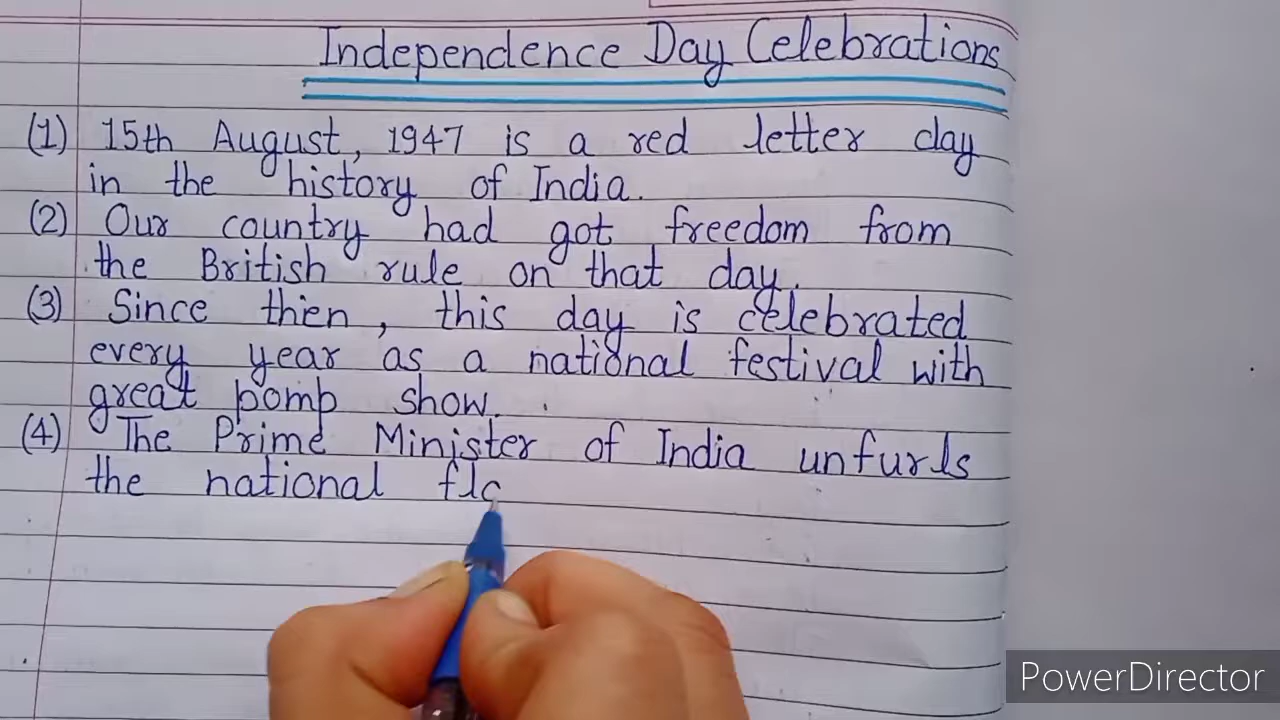 Independence Day Celebrations
(1) 15th August, 1947 is a red letter day
in the history of India.
(2) Our country had got freedom from
the British rule on that day.
(3) Since then, this day is celebrated
every year as a national festival with
great pomp show.
(4) The Prime Minister of India unfurls
the national
PowerDirector